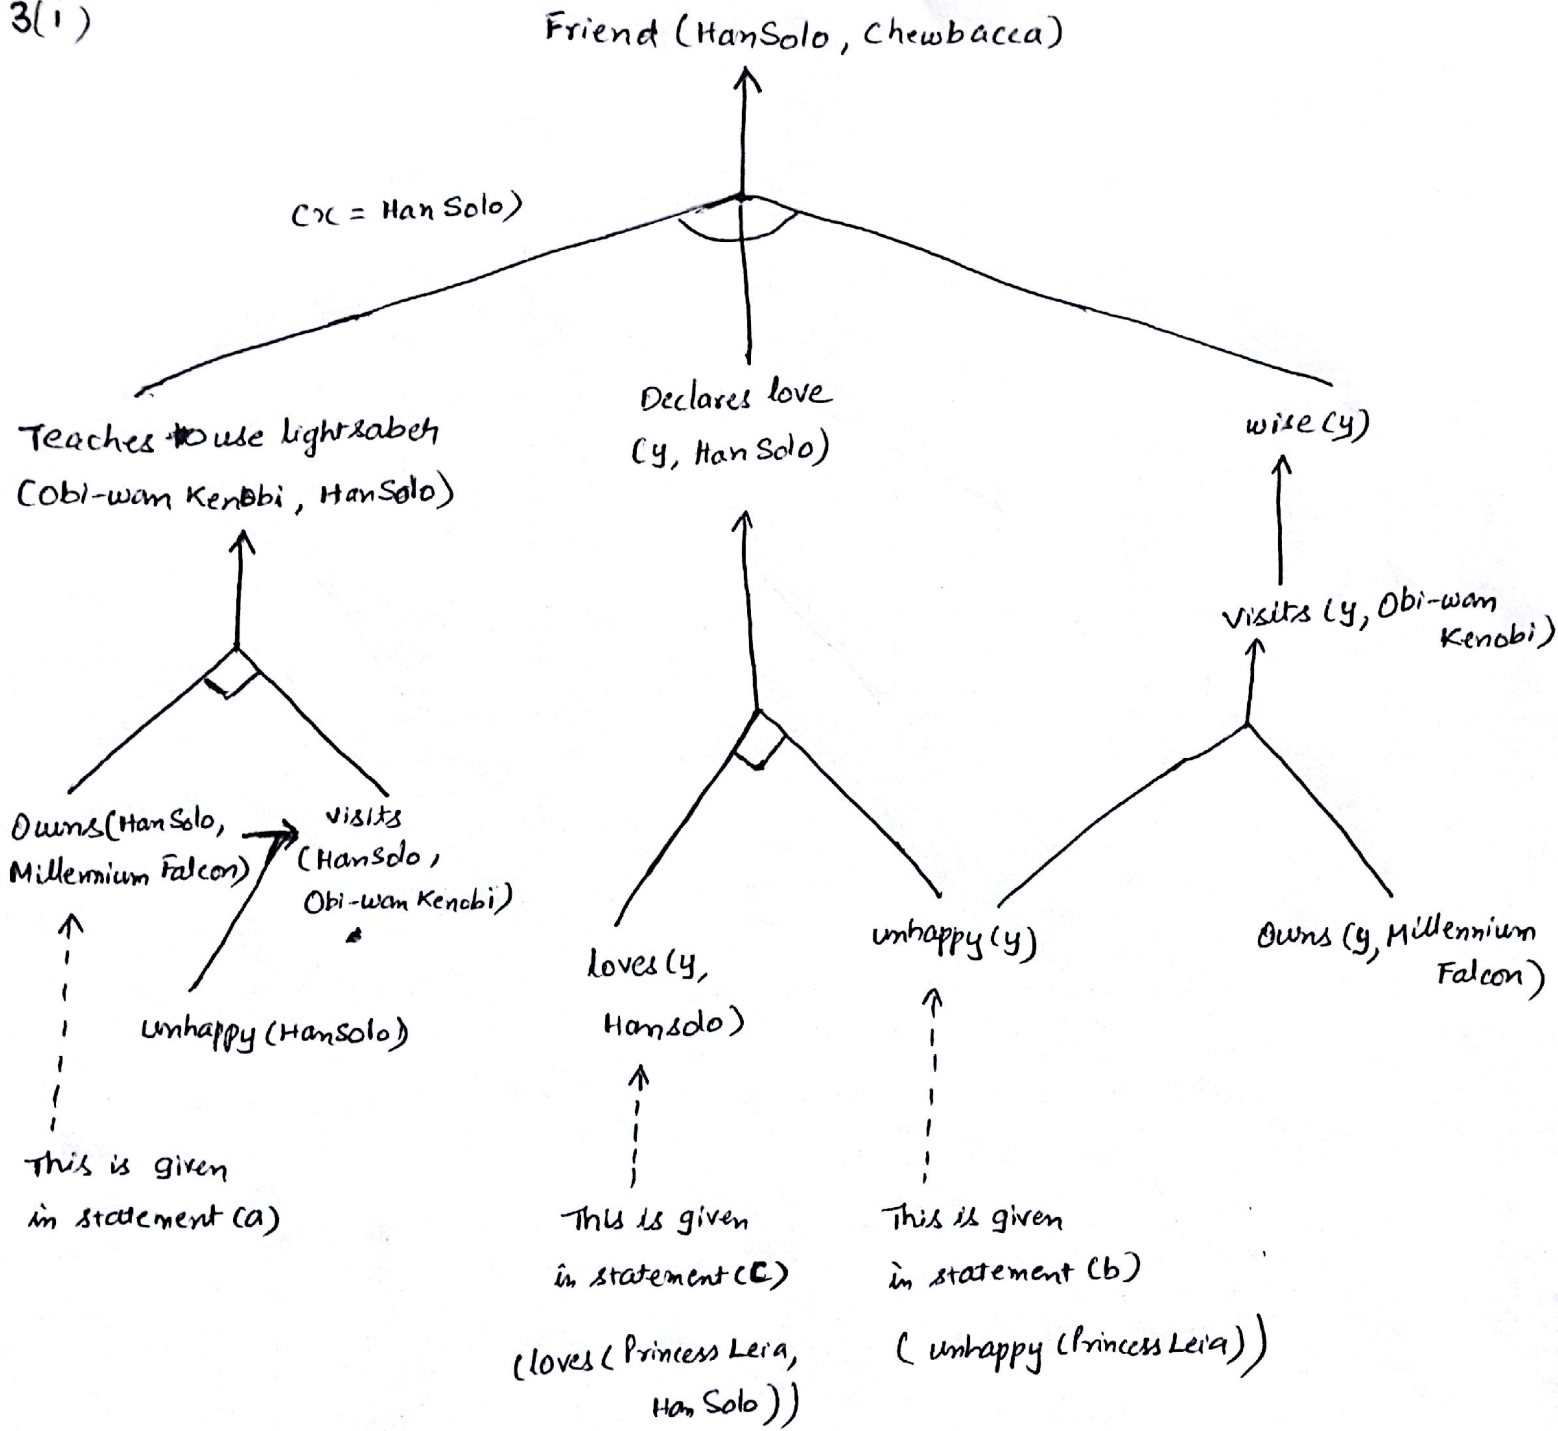 3(1)
Friend (HanSolo, Chewbacca)
(x = Han Solo)
Teaches to use lightsaber
(Obi-wan Kenobi, HanSolo)
Declares love
(y, Han Solo)
wise(y)
visits (y, Obi-wan
Kenobi)
Owns (Han Solo,
Millennium Falcon)
visits
(HanSolo,
Obi-wan Kenobi)
unhappy (HanSolo)
loves (y,
Hansolo)
unhappy (y)
Owns (y, Millennium
Falcon)
This is given
in statement (a)
This is given
in statement (c)
(loves (Princess Leia,
Han Solo))
This is given
in statement (b)
(unhappy (Princess Leia))